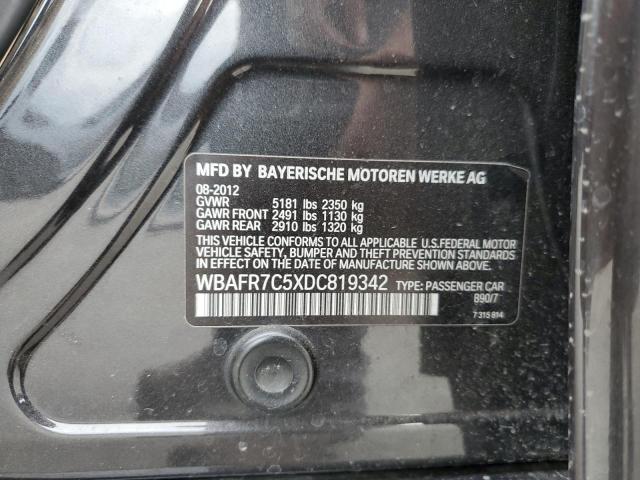 MFD BY BAYERISCHE MOTOREN WERKE AG
08-2012
GVWR 5181 lbs 2350 kg
GAWR FRONT 2491 lbs 1130 kg
GAWR REAR 2910 lbs 1320 kg
THIS VEHICLE CONFORMS TO ALL APPLICABLE U.S.FEDERAL MOTOR
VEHICLE SAFETY, BUMPER, AND THEFT PREVENTION STANDARDS
IN EFFECT ON THE DATE OF MANUFACTURE SHOWN ABOVE.
WBAFR7C5XDC819342 TYPE: PASSENGER CAR
B90/7
7 315 814